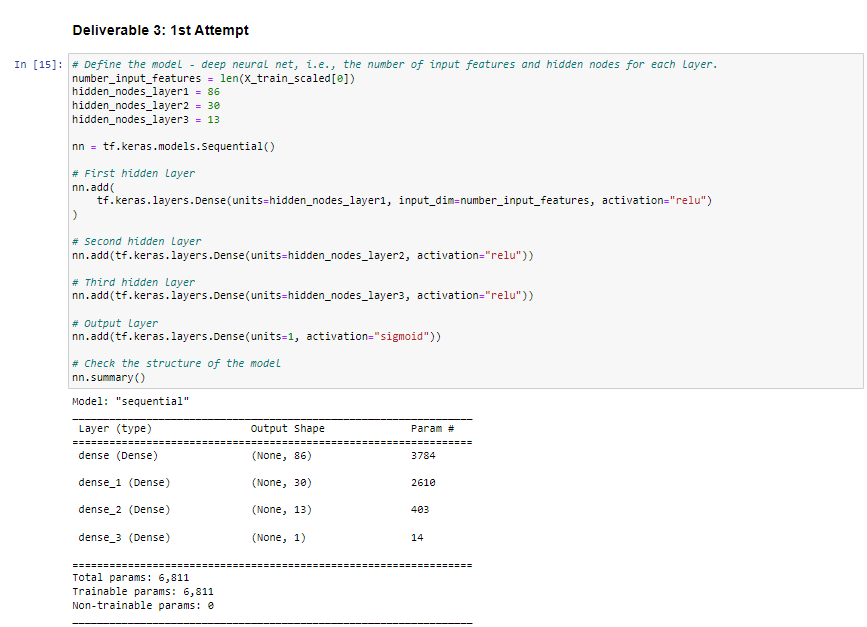 Deliverable 3: 1st Attempt
In [15]: # Define the model - deep neural net, i.e., the number of input features and hidden nodes for each layer.
number_input_features = len(X_train_scaled[0])
hidden_nodes_layer1 = 86
hidden_nodes_layer2 = 30
hidden_nodes_layer3 = 13

nn = tf.keras.models.Sequential()

# First hidden layer
nn.add(
    tf.keras.layers.Dense(units=hidden_nodes_layer1, input_dim=number_input_features, activation="relu")
)

# Second hidden layer
nn.add(tf.keras.layers.Dense(units=hidden_nodes_layer2, activation="relu"))

# Third hidden layer
nn.add(tf.keras.layers.Dense(units=hidden_nodes_layer3, activation="relu"))

# Output layer
nn.add(tf.keras.layers.Dense(units=1, activation="sigmoid"))

# Check the structure of the model
nn.summary()
Model: "sequential"
_________________________________________________________________
Layer (type) Output Shape Param #
=================================================================
dense (Dense) (None, 86) 3784
dense_1 (Dense) (None, 30) 2610
dense_2 (Dense) (None, 13) 403
dense_3 (Dense) (None, 1) 14
=================================================================
Total params: 6,811
Trainable params: 6,811
Non-trainable params: 0
_________________________________________________________________